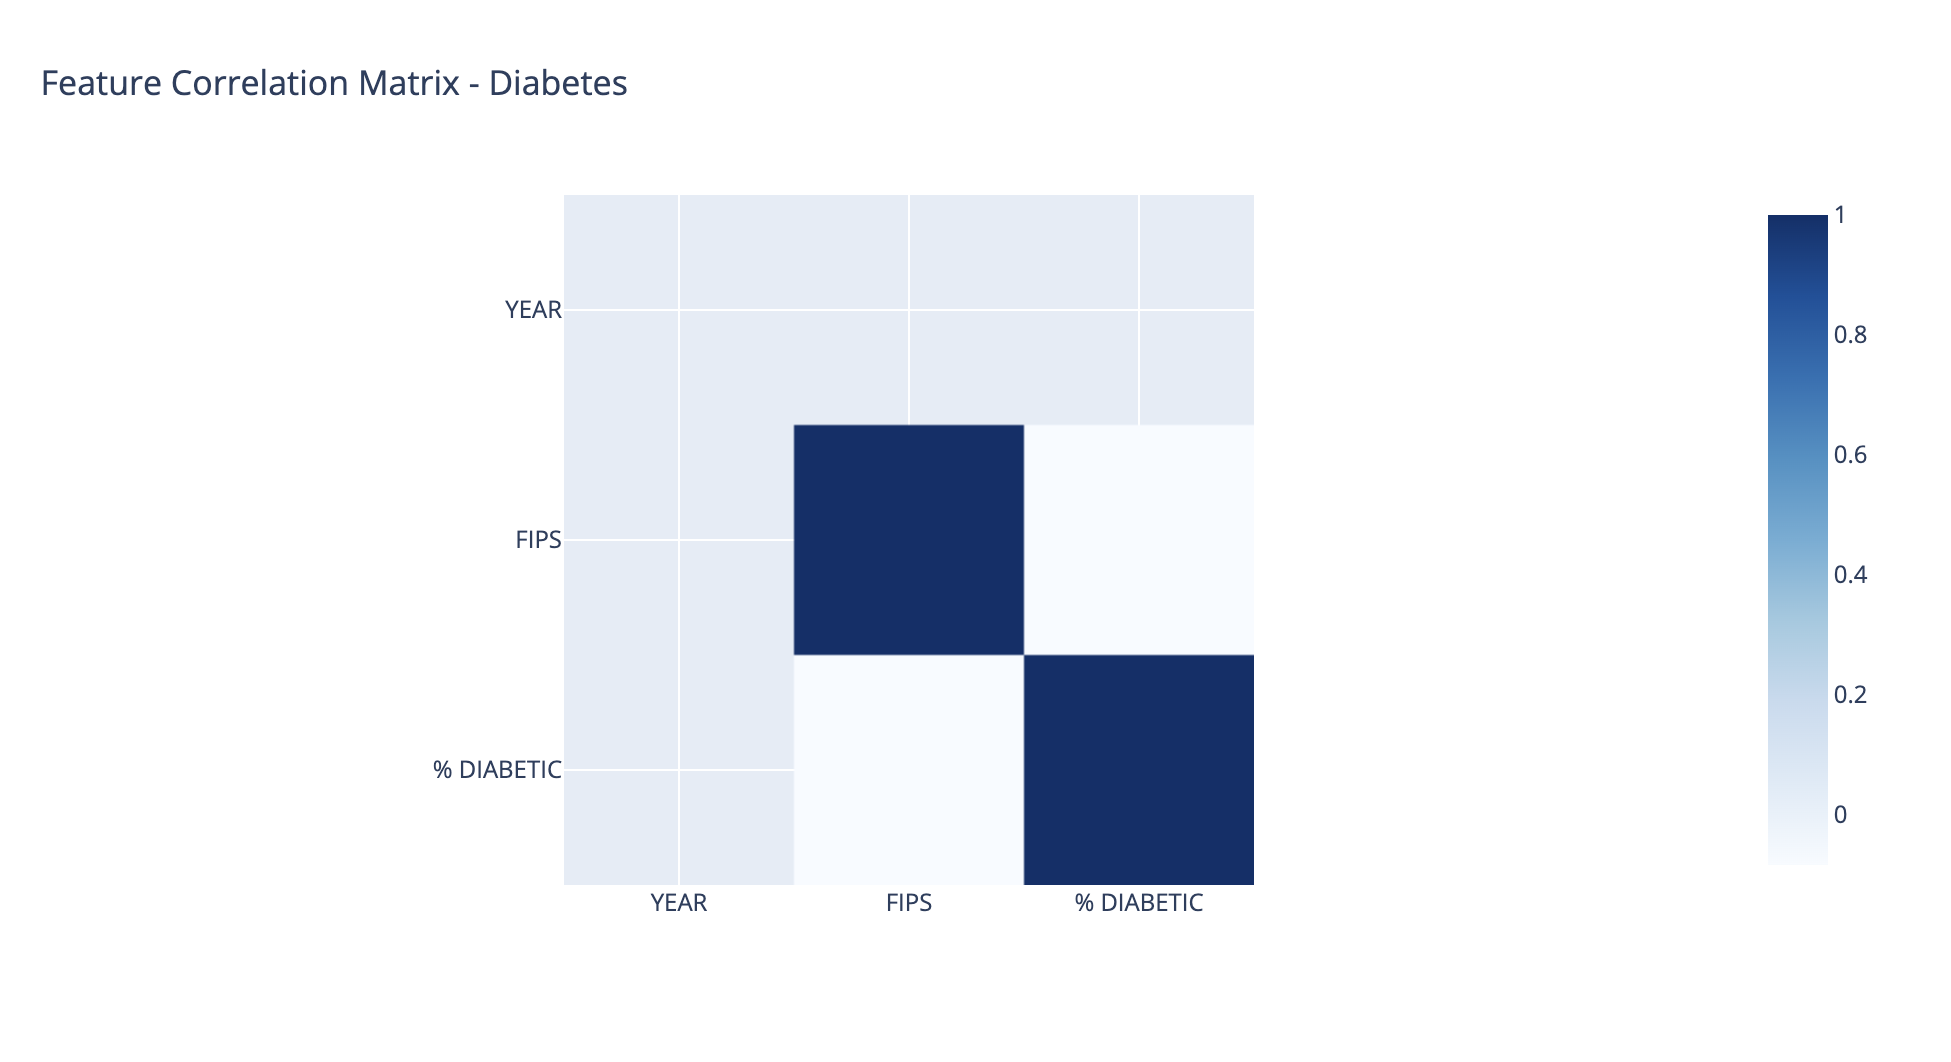 Feature Correlation Matrix - Diabetes
YEAR
FIPS
% DIABETIC
YEAR
FIPS
% DIABETIC
1
0.8
0.6
0.4
0.2
0